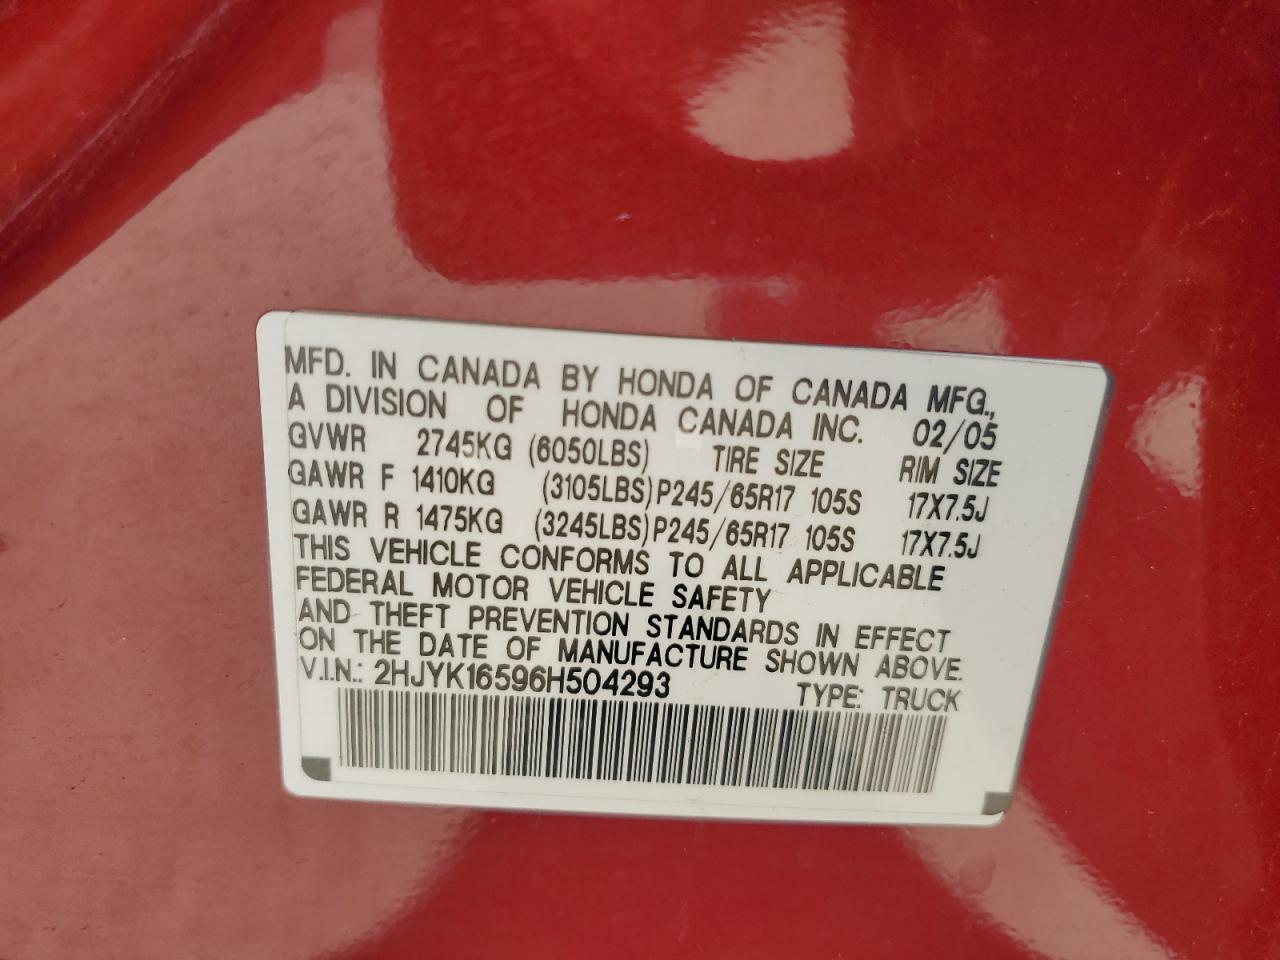 MFD. IN CANADA BY HONDA OF CANADA MFG.,
A DIVISION OF HONDA CANADA INC. 02/05
GVWR 2745KG (6050LBS) TIRE SIZE RIM SIZE
GAWR F 1410KG (3105LBS) P245/65R17 105S 17X7.5J
GAWR R 1475KG (3245LBS) P245/65R17 105S 17X7.5J
THIS VEHICLE CONFORMS TO ALL APPLICABLE
FEDERAL MOTOR VEHICLE SAFETY
AND THEFT PREVENTION STANDARDS IN EFFECT
ON THE DATE OF MANUFACTURE SHOWN ABOVE.
V.I.N.: 2HJYK16596H504293 TYPE: TRUCK